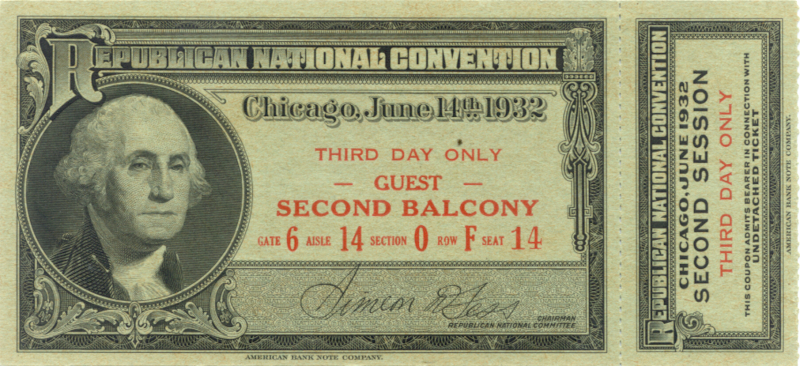 REPUBLICAN NATIONAL CONVENTION
Chicago, June 14th 1932
THIRD DAY ONLY
— GUEST —
SECOND BALCONY
GATE 6 AISLE 14 SECTION O ROW F SEAT 14
Simeon D. Fess
CHAIRMAN
REPUBLICAN NATIONAL COMMITTEE
AMERICAN BANK NOTE COMPANY.
REPUBLICAN NATIONAL CONVENTION
CHICAGO, JUNE 1932
SECOND SESSION
THIRD DAY ONLY
THIS COUPON ADMITS BEARER IN CONNECTION WITH
UNDETACHED TICKET
AMERICAN BANK NOTE COMPANY.